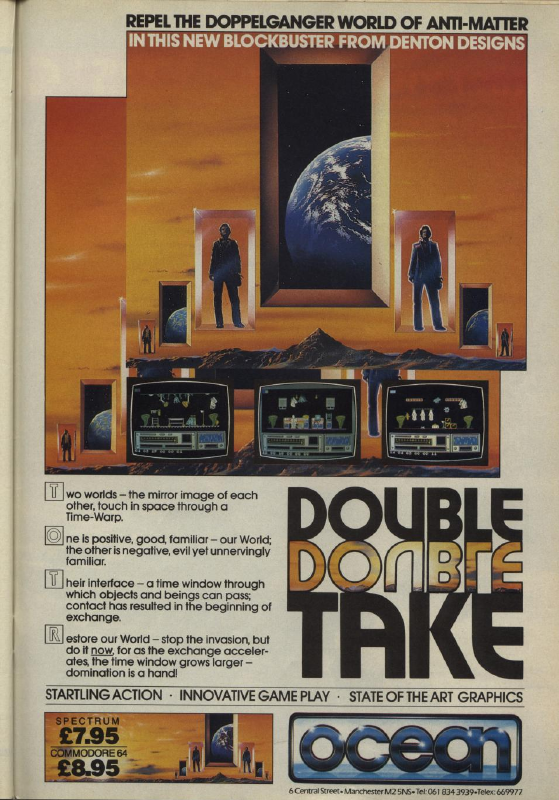 REPEL THE DOPPELGANGER WORLD OF ANTI-MATTER
IN THIS NEW BLOCKBUSTER FROM DENTON DESIGNS
Two worlds – the mirror image of each
other, touch in space through a
Time-Warp.
One is positive, good, familiar – our World;
the other is negative, evil yet unnervingly
familiar.
Their interface – a time window through
which objects and beings can pass;
contact has resulted in the beginning of
exchange.
Restore our World – stop the invasion, but
do it now, for as the exchange acceler-
ates, the time window grows larger –
domination is a hand!
DOUBLE
DOUBLE
TAKE
STARTLING ACTION · INNOVATIVE GAME PLAY · STATE OF THE ART GRAPHICS
SPECTRUM
£7.95
COMMODORE 64
£8.95
ocean
6 Central Street • Manchester M2 5NS • Tel: 061 834 3939 • Telex: 669977